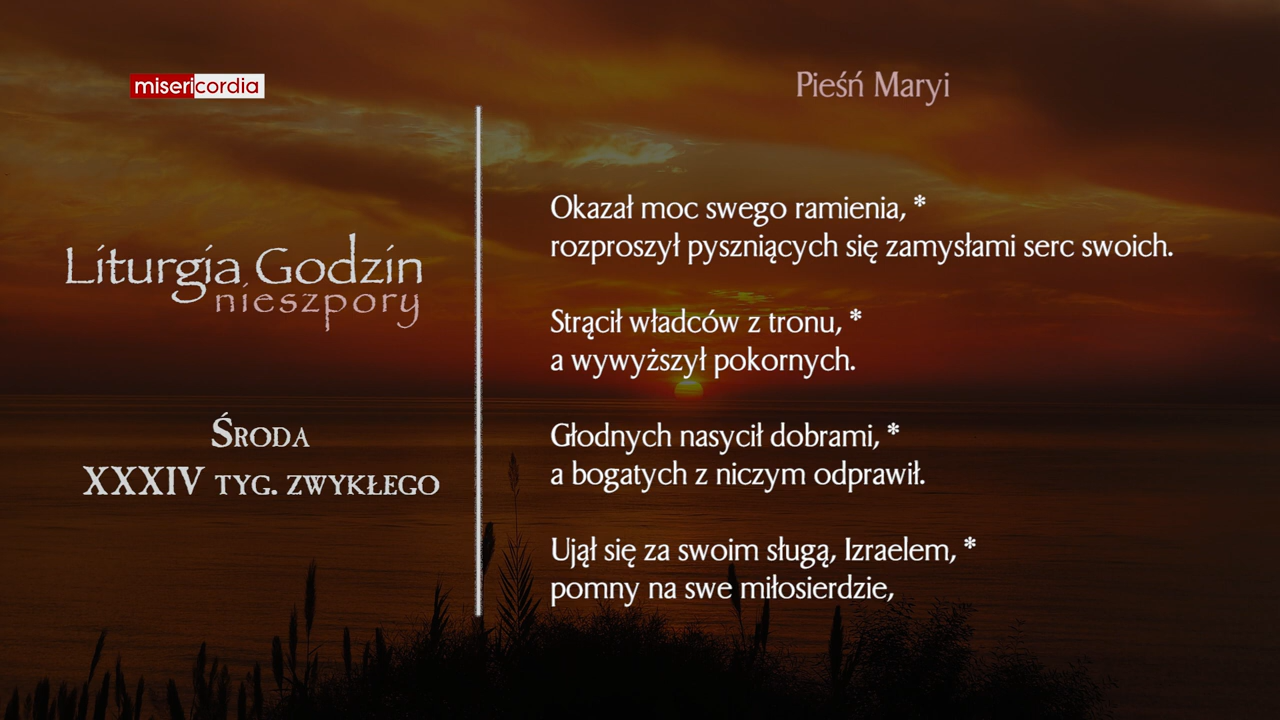 misericordia
Liturgia Godzin
nieszpory
Środa
XXXIV tyg. zwykłego
Pieśń Maryi
Okazał moc swego ramienia, *
rozproszył pyszniących się zamysłami serc swoich.
Strącił władców z tronu, *
a wywyższył pokornych.
Głodnych nasycił dobrami, *
a bogatych z niczym odprawił.
Ujął się za swoim sługą, Izraelem, *
pomny na swe miłosierdzie,